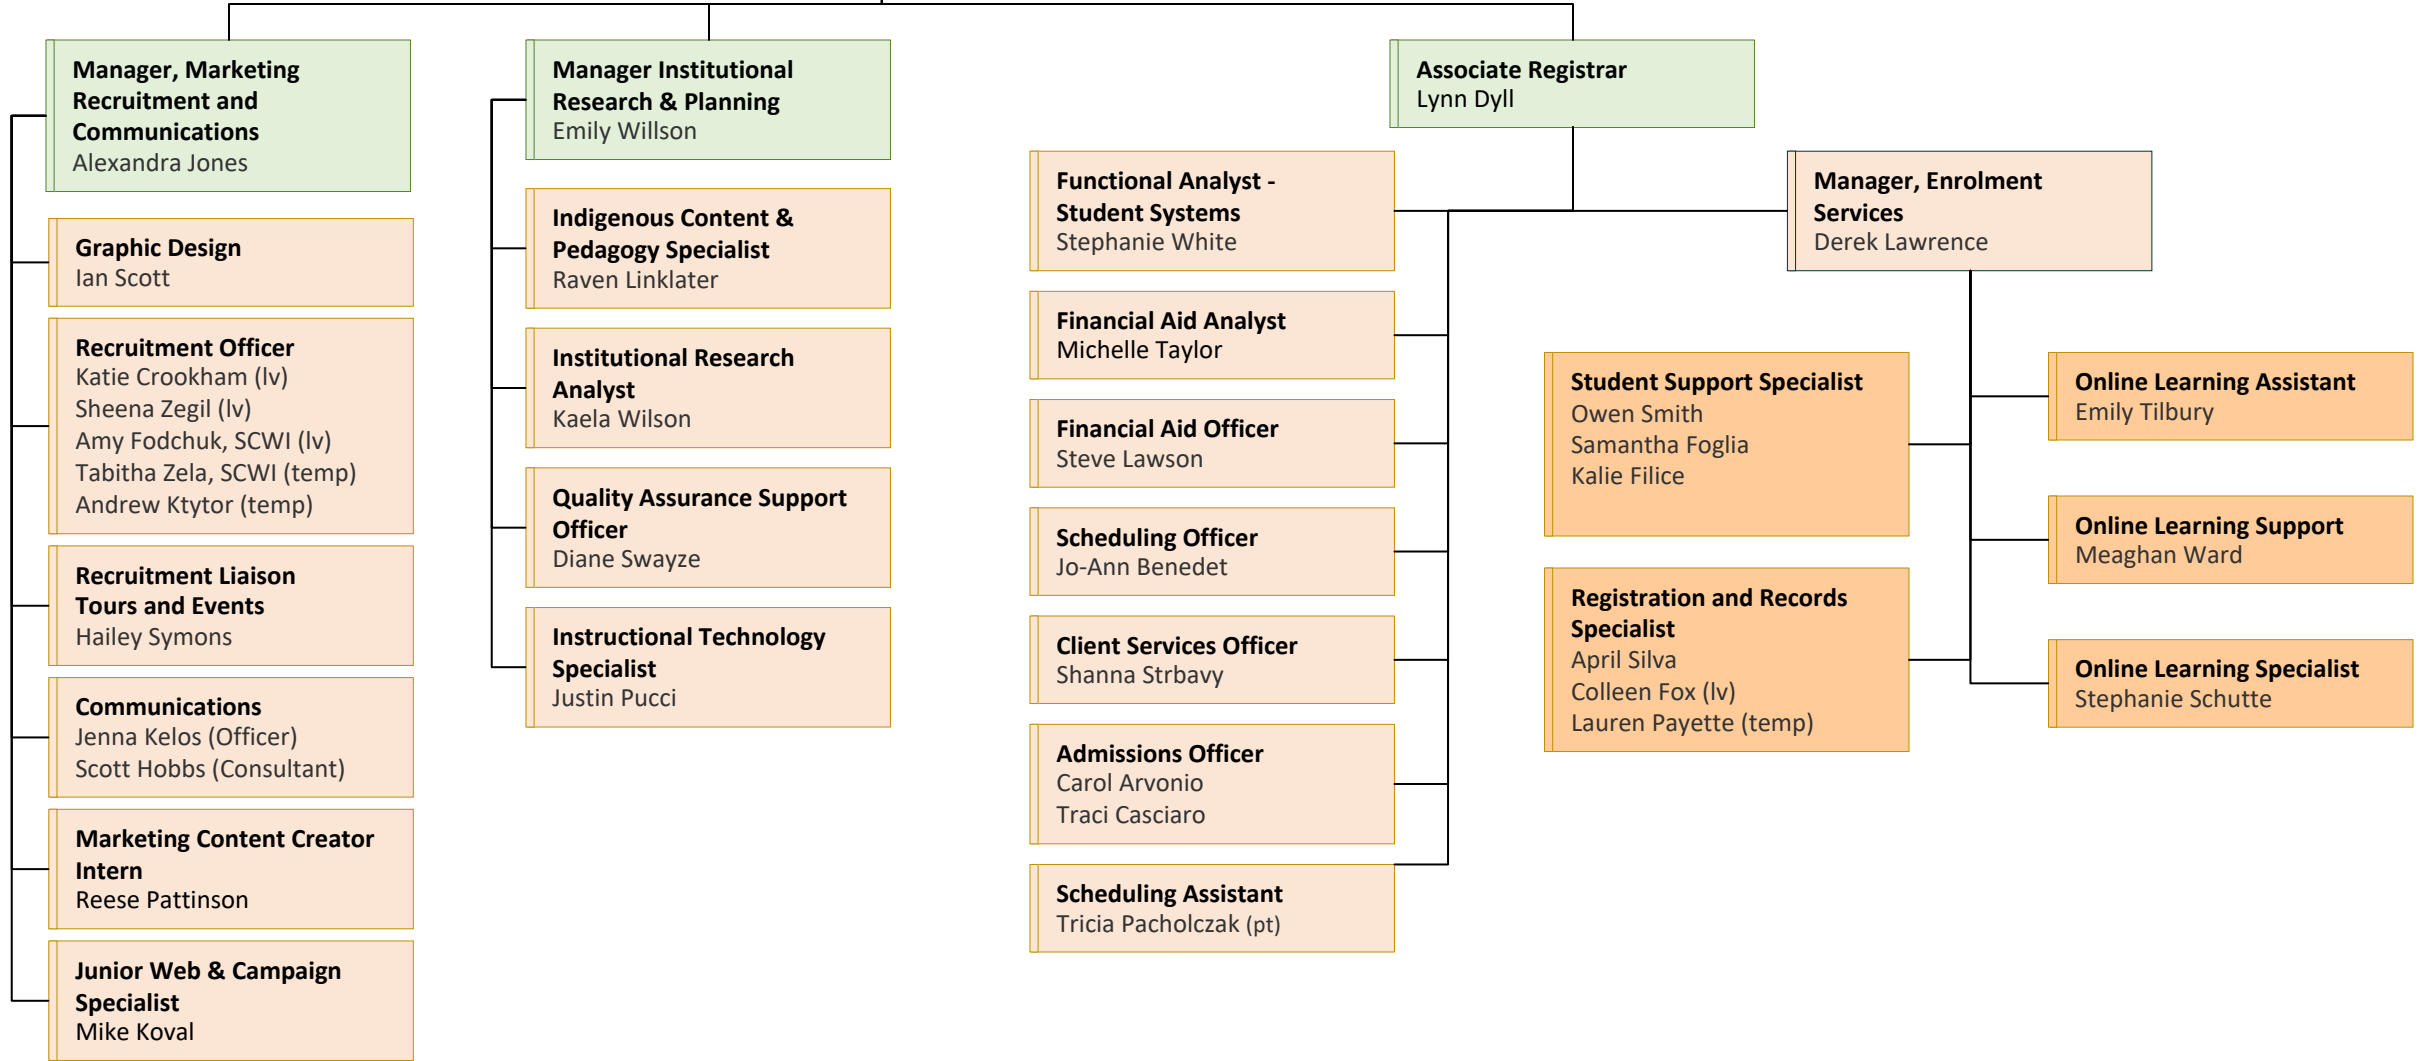 Manager, Marketing
Recruitment and
Communications
Alexandra Jones
Graphic Design
Ian Scott
Recruitment Officer
Katie Crookham (lv)
Sheena Zegil (lv)
Amy Fodchuk, SCWI (lv)
Tabitha Zela, SCWI (temp)
Andrew Ktytor (temp)
Recruitment Liaison
Tours and Events
Hailey Symons
Communications
Jenna Kelos (Officer)
Scott Hobbs (Consultant)
Marketing Content Creator
Intern
Reese Pattinson
Junior Web & Campaign
Specialist
Mike Koval
Manager Institutional
Research & Planning
Emily Willson
Indigenous Content &
Pedagogy Specialist
Raven Linklater
Institutional Research
Analyst
Kaela Wilson
Quality Assurance Support
Officer
Diane Swayze
Instructional Technology
Specialist
Justin Pucci
Associate Registrar
Lynn Dyll
Functional Analyst -
Student Systems
Stephanie White
Financial Aid Analyst
Michelle Taylor
Financial Aid Officer
Steve Lawson
Scheduling Officer
Jo-Ann Benedet
Client Services Officer
Shanna Strbavy
Admissions Officer
Carol Arvonio
Traci Casciaro
Scheduling Assistant
Tricia Pacholczak (pt)
Manager, Enrolment
Services
Derek Lawrence
Student Support Specialist
Owen Smith
Samantha Foglia
Kalie Filice
Registration and Records
Specialist
April Silva
Colleen Fox (lv)
Lauren Payette (temp)
Online Learning Assistant
Emily Tilbury
Online Learning Support
Meaghan Ward
Online Learning Specialist
Stephanie Schutte